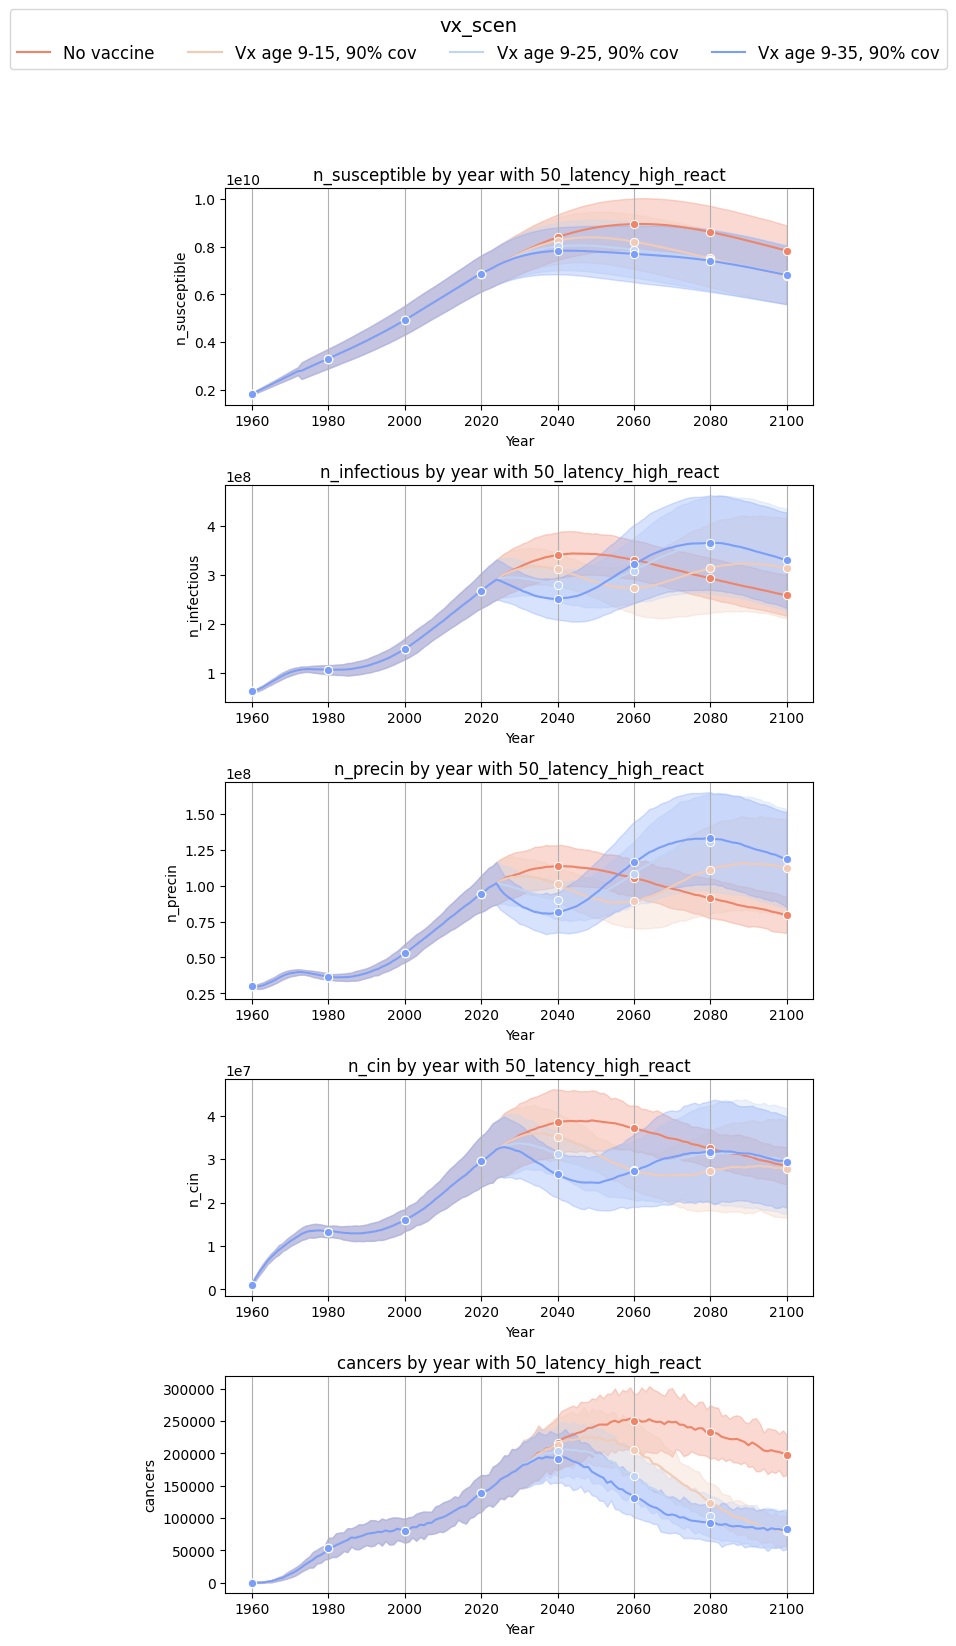 vx_scen
No vaccine Vx age 9-15, 90% cov Vx age 9-25, 90% cov Vx age 9-35, 90% cov
n_susceptible by year with 50_latency_high_react
1e10
1.0
0.8
0.6
0.4
0.2
n_susceptible
1960 1980 2000 2020 2040 2060 2080 2100
Year
n_infectious by year with 50_latency_high_react
1e8
4
3
2
1
n_infectious
1960 1980 2000 2020 2040 2060 2080 2100
Year
n_precin by year with 50_latency_high_react
1e8
1.50
1.25
1.00
0.75
0.50
0.25
n_precin
1960 1980 2000 2020 2040 2060 2080 2100
Year
n_cin by year with 50_latency_high_react
1e7
4
3
2
1
0
n_cin
1960 1980 2000 2020 2040 2060 2080 2100
Year
cancers by year with 50_latency_high_react
300000
250000
200000
150000
100000
50000
0
cancers
1960 1980 2000 2020 2040 2060 2080 2100
Year